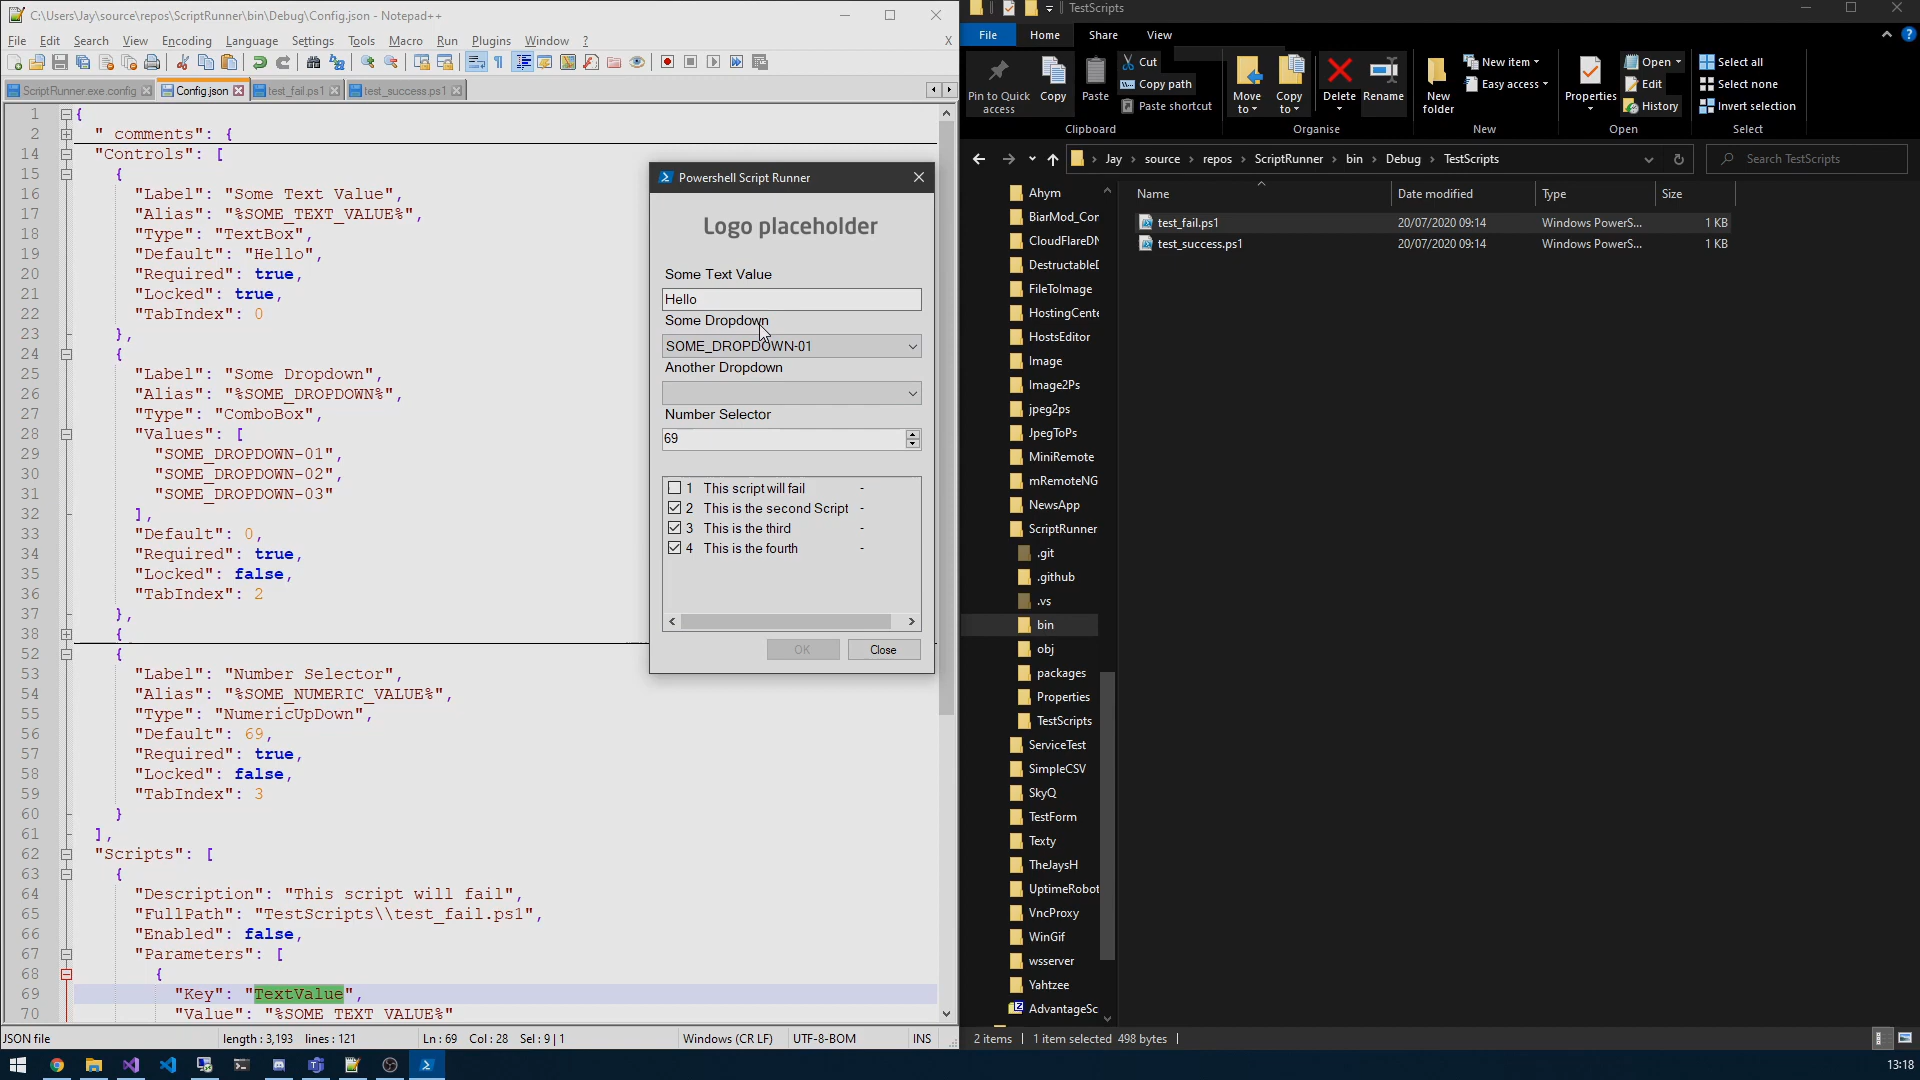 C:\Users\Jay\source\repos\ScriptRunner\bin\Debug\Config.json - Notepad++
File Edit Search View Encoding Language Settings Tools Macro Run Plugins Window ? X
ScriptRunner.exe.config Config.json test_fail.ps1 test_success.ps1
1 {
2 "_comments": {
14 "Controls": [
15 {
16 "Label": "Some Text Value",
17 "Alias": "%SOME_TEXT_VALUE%",
18 "Type": "TextBox",
19 "Default": "Hello",
20 "Required": true,
21 "Locked": true,
22 "TabIndex": 0
23 },
24 {
25 "Label": "Some Dropdown",
26 "Alias": "%SOME_DROPDOWN%",
27 "Type": "ComboBox",
28 "Values": [
29 "SOME_DROPDOWN-01",
30 "SOME_DROPDOWN-02",
31 "SOME_DROPDOWN-03"
32 ],
33 "Default": 0,
34 "Required": true,
35 "Locked": false,
36 "TabIndex": 2
37 },
38 {
52 {
53 "Label": "Number Selector",
54 "Alias": "%SOME_NUMERIC_VALUE%",
55 "Type": "NumericUpDown",
56 "Default": 69,
57 "Required": true,
58 "Locked": false,
59 "TabIndex": 3
60 }
61 ],
62 "Scripts": [
63 {
64 "Description": "This script will fail",
65 "FullPath": "TestScripts\\test_fail.ps1",
66 "Enabled": false,
67 "Parameters": [
68 {
69 "Key": "TextValue",
70 "Value": "%SOME_TEXT_VALUE%"
JSON file length : 3,193 lines : 121 Ln : 69 Col : 28 Sel : 9 | 1 Windows (CR LF) UTF-8-BOM INS
Powershell Script Runner
Logo placeholder
Some Text Value
Hello
Some Dropdown
SOME_DROPDOWN-01
Another Dropdown
Number Selector
69
1 This script will fail -
2 This is the second Script -
3 This is the third -
4 This is the fourth -
OK Close
TestScripts
File Home Share View
Pin to Quick access
Copy
Paste
Cut
Copy path
Paste shortcut
Clipboard
Move to
Copy to
Delete
Rename
Organise
New folder
New item
Easy access
New
Properties
Open
Edit
History
Open
Select all
Select none
Invert selection
Select
Jay source repos ScriptRunner bin Debug TestScripts
Search TestScripts
Name Date modified Type Size
test_fail.ps1 20/07/2020 09:14 Windows PowerS... 1 KB
test_success.ps1 20/07/2020 09:14 Windows PowerS... 1 KB
Ahym
BiarMod_Cor
CloudFlareDN
DestructableD
FileToImage
HostingCente
HostsEditor
Image
Image2Ps
jpeg2ps
JpegToPs
MiniRemote
mRemoteNG
NewsApp
ScriptRunner
.git
.github
.vs
bin
obj
packages
Properties
TestScripts
ServiceTest
SimpleCSV
SkyQ
TestForm
Texty
TheJaysH
UptimeRobot
VncProxy
WinGif
wsserver
Yahtzee
AdvantageSc
2 items 1 item selected 498 bytes
13:18